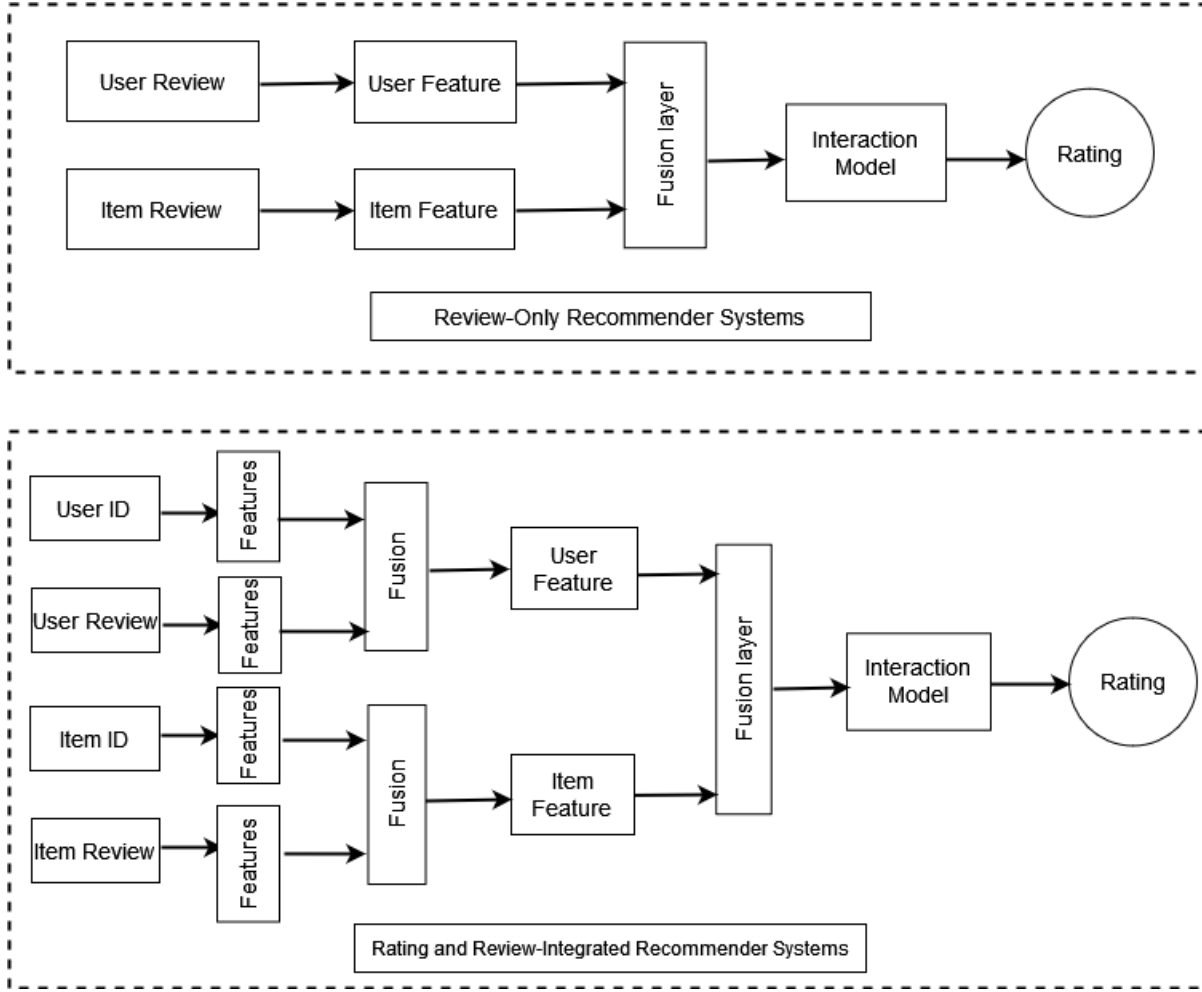 User Review
User Feature
Fusion layer
Interaction
Model
Rating
Item Review
Item Feature
Review-Only Recommender Systems
User ID
Features
Fusion
User
Feature
User Review
Features
Fusion layer
Interaction
Model
Rating
Item ID
Features
Fusion
Item
Feature
Item Review
Features
Rating and Review-Integrated Recommender Systems